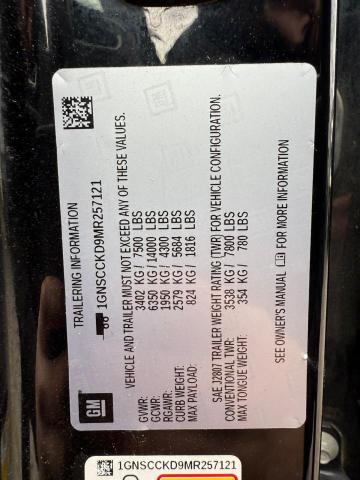 TRAILERING INFORMATION
1GNSCCKD9MR257121
VEHICLE AND TRAILER MUST NOT EXCEED ANY OF THESE VALUES.
GVWR: 3402 KG/ 7500 LBS
GCWR: 6350 KG/ 14000 LBS
RGAWR: 1950 KG/ 4300 LBS
CURB WEIGHT: 2579 KG/ 5684 LBS
MAX PAYLOAD: 824 KG/ 1816 LBS
SAE J2807 TRAILER WEIGHT RATING (TWR) FOR VEHICLE CONFIGURATION.
CONVENTIONAL TWR: 3538 KG/ 7800 LBS
MAX TONGUE WEIGHT: 354 KG/ 780 LBS
SEE OWNER'S MANUAL FOR MORE INFORMATION
GM
1GNSCCKD9MR257121